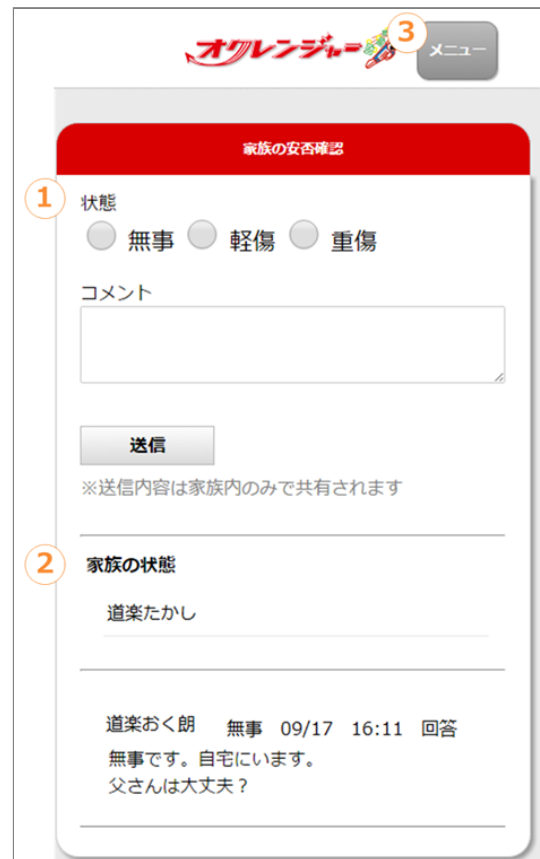 オクレンジャー
③
メニュー
家族の安否確認
①
状態
無事 軽傷 重傷
コメント
送信
※送信内容は家族内のみで共有されます
②
家族の状態
道楽たかし
道楽おく朗 無事 09/17 16:11 回答
無事です。自宅にいます。
父さんは大丈夫？